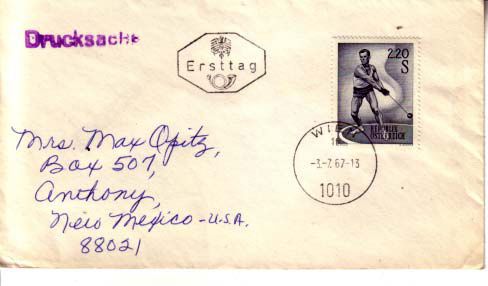 Drucksache
Ersttag
2.20
S
REPUBLIK
ÖSTERREICH
WIEN
-3.-7.67-13
1010
Mrs. Max Opitz,
Box 507,
Anthony,
New Mexico - U.S.A.
88021